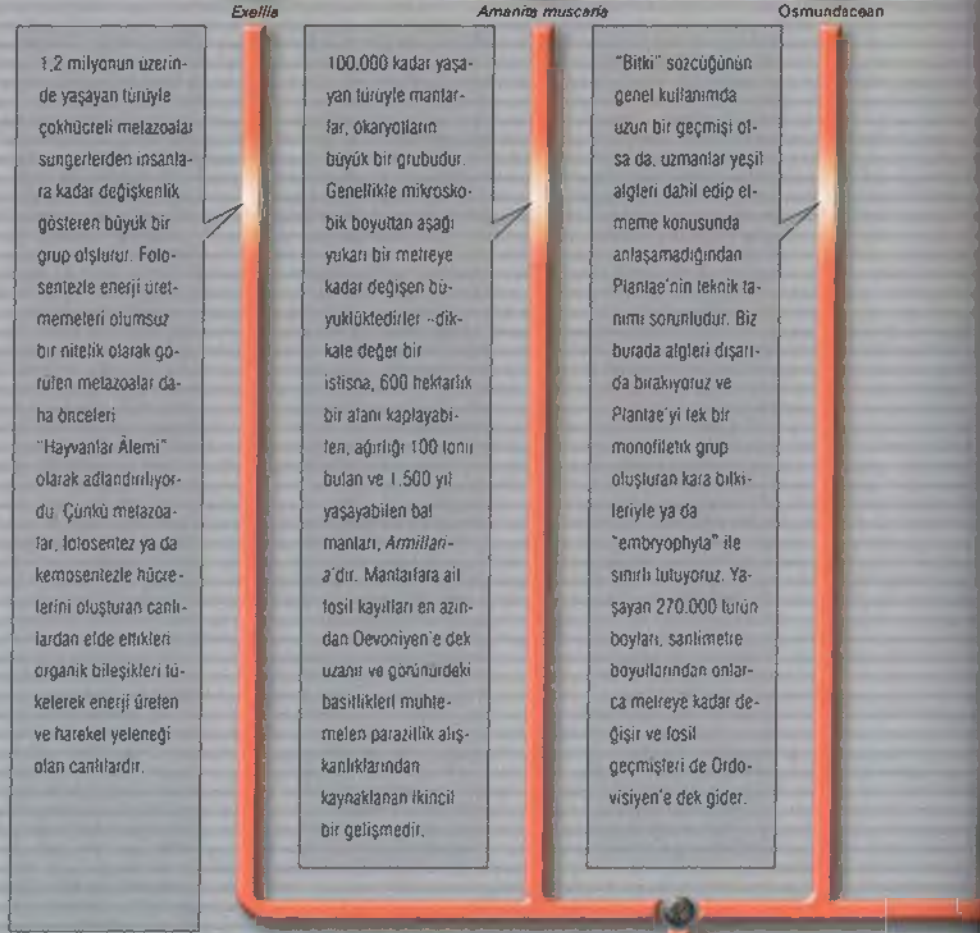 Exellia
Amanita muscaria
Osmundacean
1,2 milyonun üzerin-
de yaşayan türüyle
çokhücreli metazoalar
süngerlerden insanla-
ra kadar değişkenlik
gösteren büyük bir
grup olşturur. Foto-
sentezle enerji üret-
memeleri olumsuz
bir nitelik olarak gö-
rülen metazoalar da-
ha önceleri
"Hayvanlar Âlemi"
olarak adlandırılıyor-
du. Çünkü metazoa-
lar, fotosentez ya da
kemosentezle hücre-
lerini oluşturan canlı-
lardan elde ettikleri
organik bileşikleri tü-
keterek enerji üreten
ve hareket yeteneği
olan canlılardır.
100.000 kadar yaşa-
yan türüyle mantar-
lar, ökaryotların
büyük bir grubudur.
Genellikle mikrosko-
bik boyuttan aşağı
yukarı bir metreye
kadar değişen bü-
yüklüktedirler –dik-
kate değer bir
istisna, 600 hektarlık
bir alanı kaplayabi-
len, ağırlığı 100 tonu
bulan ve 1.500 yıl
yaşayabilen bal
mantarı, Armillari-
a'dır. Mantarlara ait
fosil kayıtları en azın-
dan Devoniyen'e dek
uzanır ve görünürdeki
basitlikleri muhte-
melen parazitlik alış-
kanlıklarından
kaynaklanan ikincil
bir gelişmedir.
"Bitki" sözcüğünün
genel kullanımda
uzun bir geçmişi ol-
sa da, uzmanlar yeşil
algleri dahil edip et-
meme konusunda
anlaşamadığından
Plantae'nin teknik ta-
nımı sorunludur. Biz
burada algleri dışarı-
da bırakıyoruz ve
Plantae'yi tek bir
monofiletik grup
oluşturan kara bitki-
leriyle ya da
"embryophyta" ile
sınırlı tutuyoruz. Ya-
şayan 270.000 türün
boyları, santimetre
boyutlarından onlar-
ca metreye kadar de-
ğişir ve fosil
geçmişleri de Ordo-
visiyen'e dek gider.